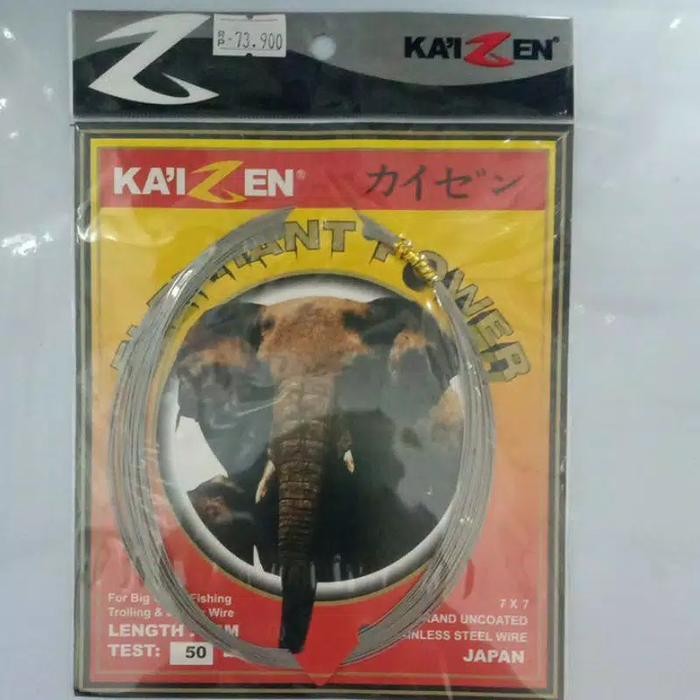 RP-73.900
KA'IZEN®
KA'IZEN®
カイゼン
POWER
For Big Fishing
Trolling & Wire
LENGTH
TEST: 50
7 X 7
UNCOATED
STEEL WIRE
JAPAN